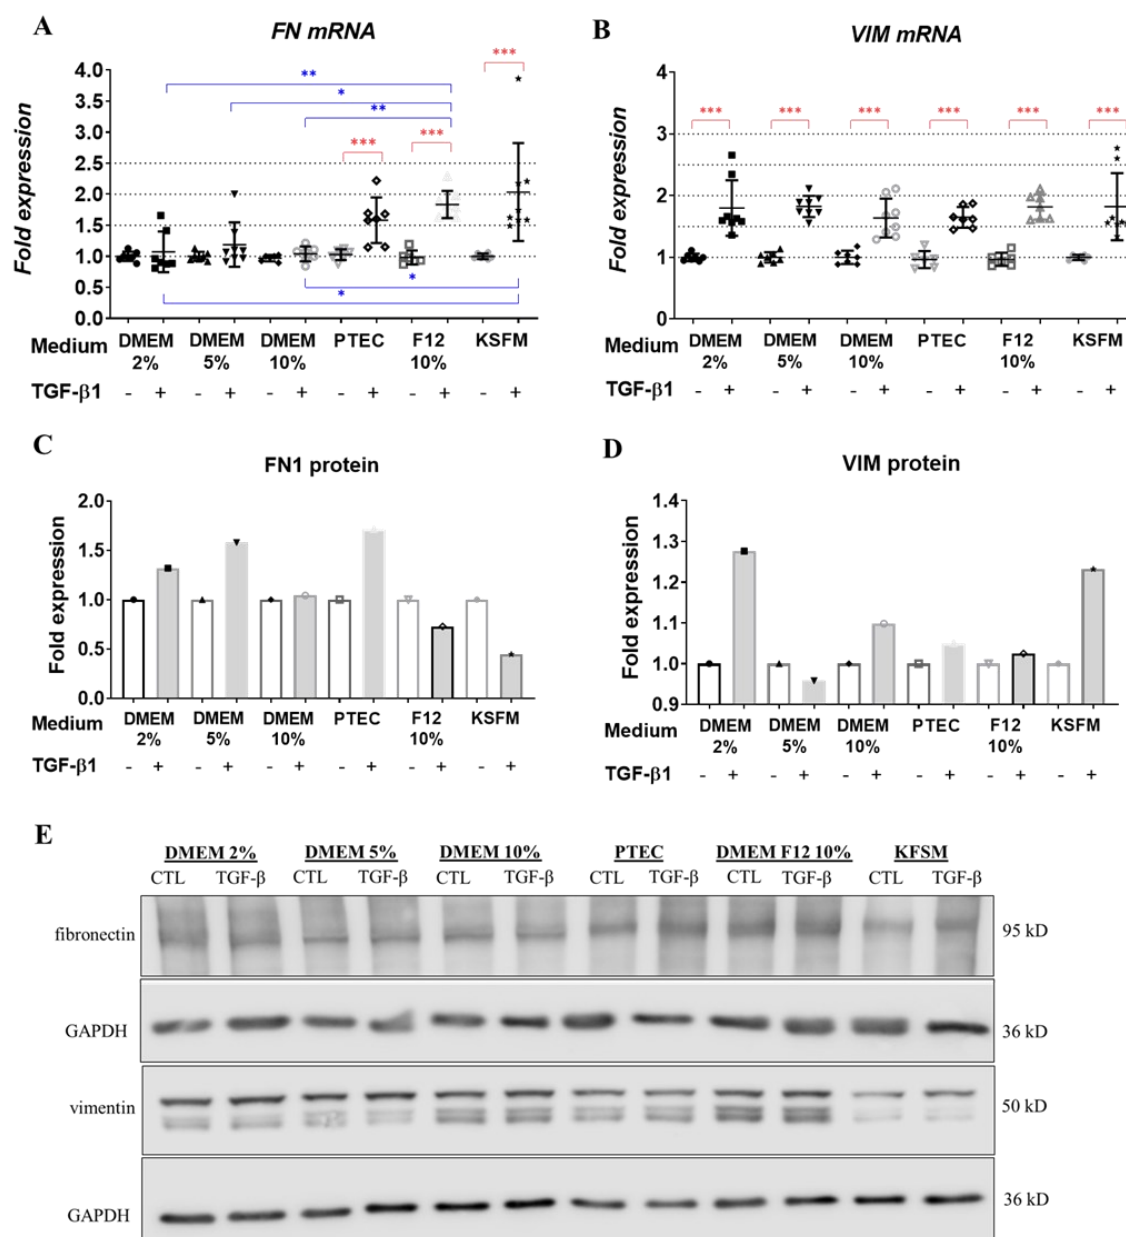 A
FN mRNA
Fold expression
4.0
3.5
3.0
2.5
2.0
1.5
1.0
0.5
0.0
**
*
**
***
***
***
*
*
Medium DMEM 2% DMEM 5% DMEM 10% PTEC F12 10% KSFM
TGF-β1 - + - + - + - + - + - +
B
VIM mRNA
Fold expression
4
3
2
1
0
*** *** *** *** *** ***
Medium DMEM 2% DMEM 5% DMEM 10% PTEC F12 10% KSFM
TGF-β1 - + - + - + - + - + - +
C
FN1 protein
Fold expression
2.0
1.5
1.0
0.5
0.0
Medium DMEM 2% DMEM 5% DMEM 10% PTEC F12 10% KSFM
TGF-β1 - + - + - + - + - + - +
D
VIM protein
Fold expression
1.4
1.3
1.2
1.1
1.0
0.9
Medium DMEM 2% DMEM 5% DMEM 10% PTEC F12 10% KSFM
TGF-β1 - + - + - + - + - + - +
E
DMEM 2% DMEM 5% DMEM 10% PTEC DMEM F12 10% KFSM
CTL TGF-β CTL TGF-β CTL TGF-β CTL TGF-β CTL TGF-β CTL TGF-β
fibronectin 95 kD
GAPDH 36 kD
vimentin 50 kD
GAPDH 36 kD